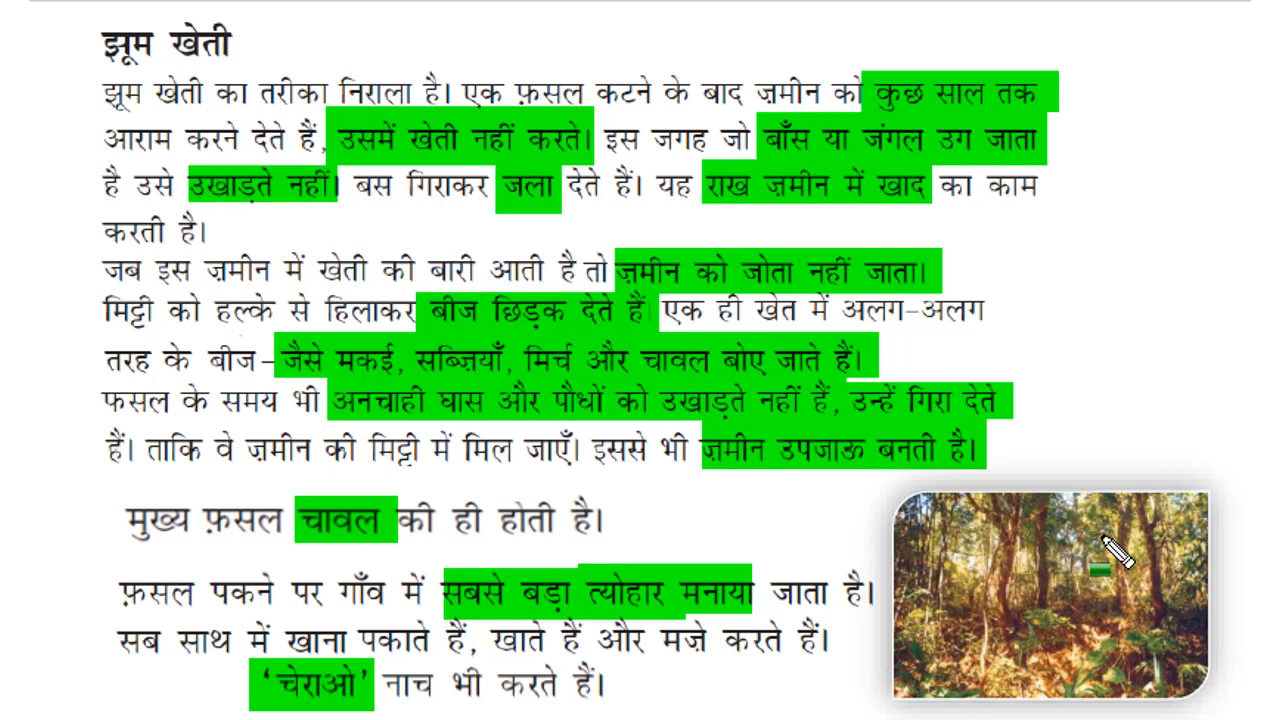 झूम खेती
झूम खेती का तरीका निराला है। एक फ़सल कटने के बाद ज़मीन को कुछ साल तक
आराम करने देते हैं, उसमें खेती नहीं करते। इस जगह जो बाँस या जंगल उग जाता
है उसे उखाड़ते नहीं। बस गिराकर जला देते हैं। यह राख ज़मीन में खाद का काम
करती है।
जब इस ज़मीन में खेती की बारी आती है तो ज़मीन को जोता नहीं जाता।
मिट्टी को हल्के से हिलाकर बीज छिड़क देते हैं। एक ही खेत में अलग-अलग
तरह के बीज–जैसे मकई, सब्ज़ियाँ, मिर्च और चावल बोए जाते हैं।
फसल के समय भी अनचाही घास और पौधों को उखाड़ते नहीं हैं, उन्हें गिरा देते
हैं। ताकि वे ज़मीन की मिट्टी में मिल जाएँ। इससे भी ज़मीन उपजाऊ बनती है।
मुख्य फ़सल चावल की ही होती है।
फ़सल पकने पर गाँव में सबसे बड़ा त्योहार मनाया जाता है।
सब साथ में खाना पकाते हैं, खाते हैं और मज़े करते हैं।
‘चेराओ’ नाच भी करते हैं।